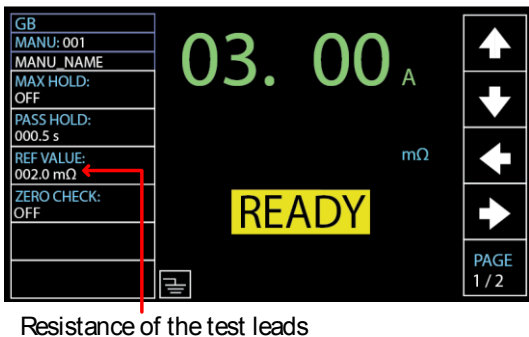 GB
MANU: 001
MANU_NAME
MAX HOLD:
OFF
PASS HOLD:
000.5 s
REF VALUE:
002.0 mΩ
ZERO CHECK:
OFF
03. 00 A
mΩ
READY
PAGE
1 / 2
Resistance of the test leads